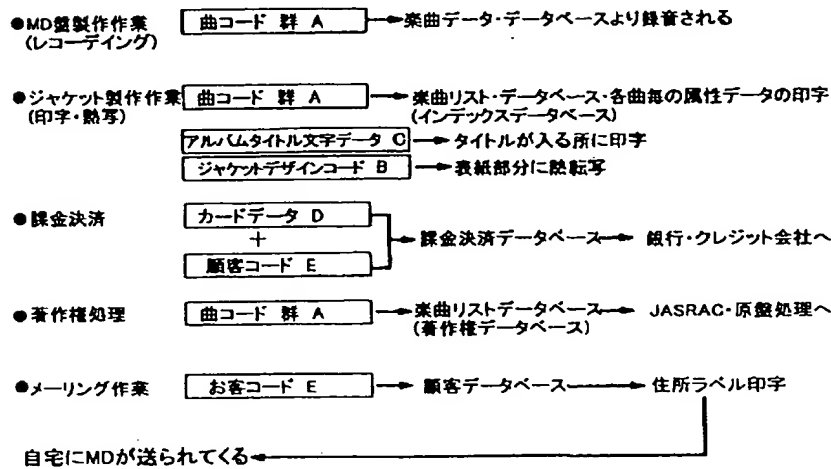 ●MD盤製作作業 曲コード 群 A 楽曲データ・データベースより録音される
(レコーデイング)
●ジャケット製作作業 曲コード 群 A 楽曲リスト・データベース・各曲毎の属性データの印字
(印字・熱写) (インデックスデータベース)
アルバムタイトル文字データ C タイトルが入る所に印字
ジャケットデザインコード B 表紙部分に熱転写
●課金決済 カードデータ D
+ 課金決済データベース 銀行・クレジット会社へ
顧客コード E
●著作権処理 曲コード 群 A 楽曲リストデータベース JASRAC・原盤処理へ
(著作権データベース)
●メーリング作業 お客コード E 顧客データベース 住所ラベル印字
自宅にMDが送られてくる